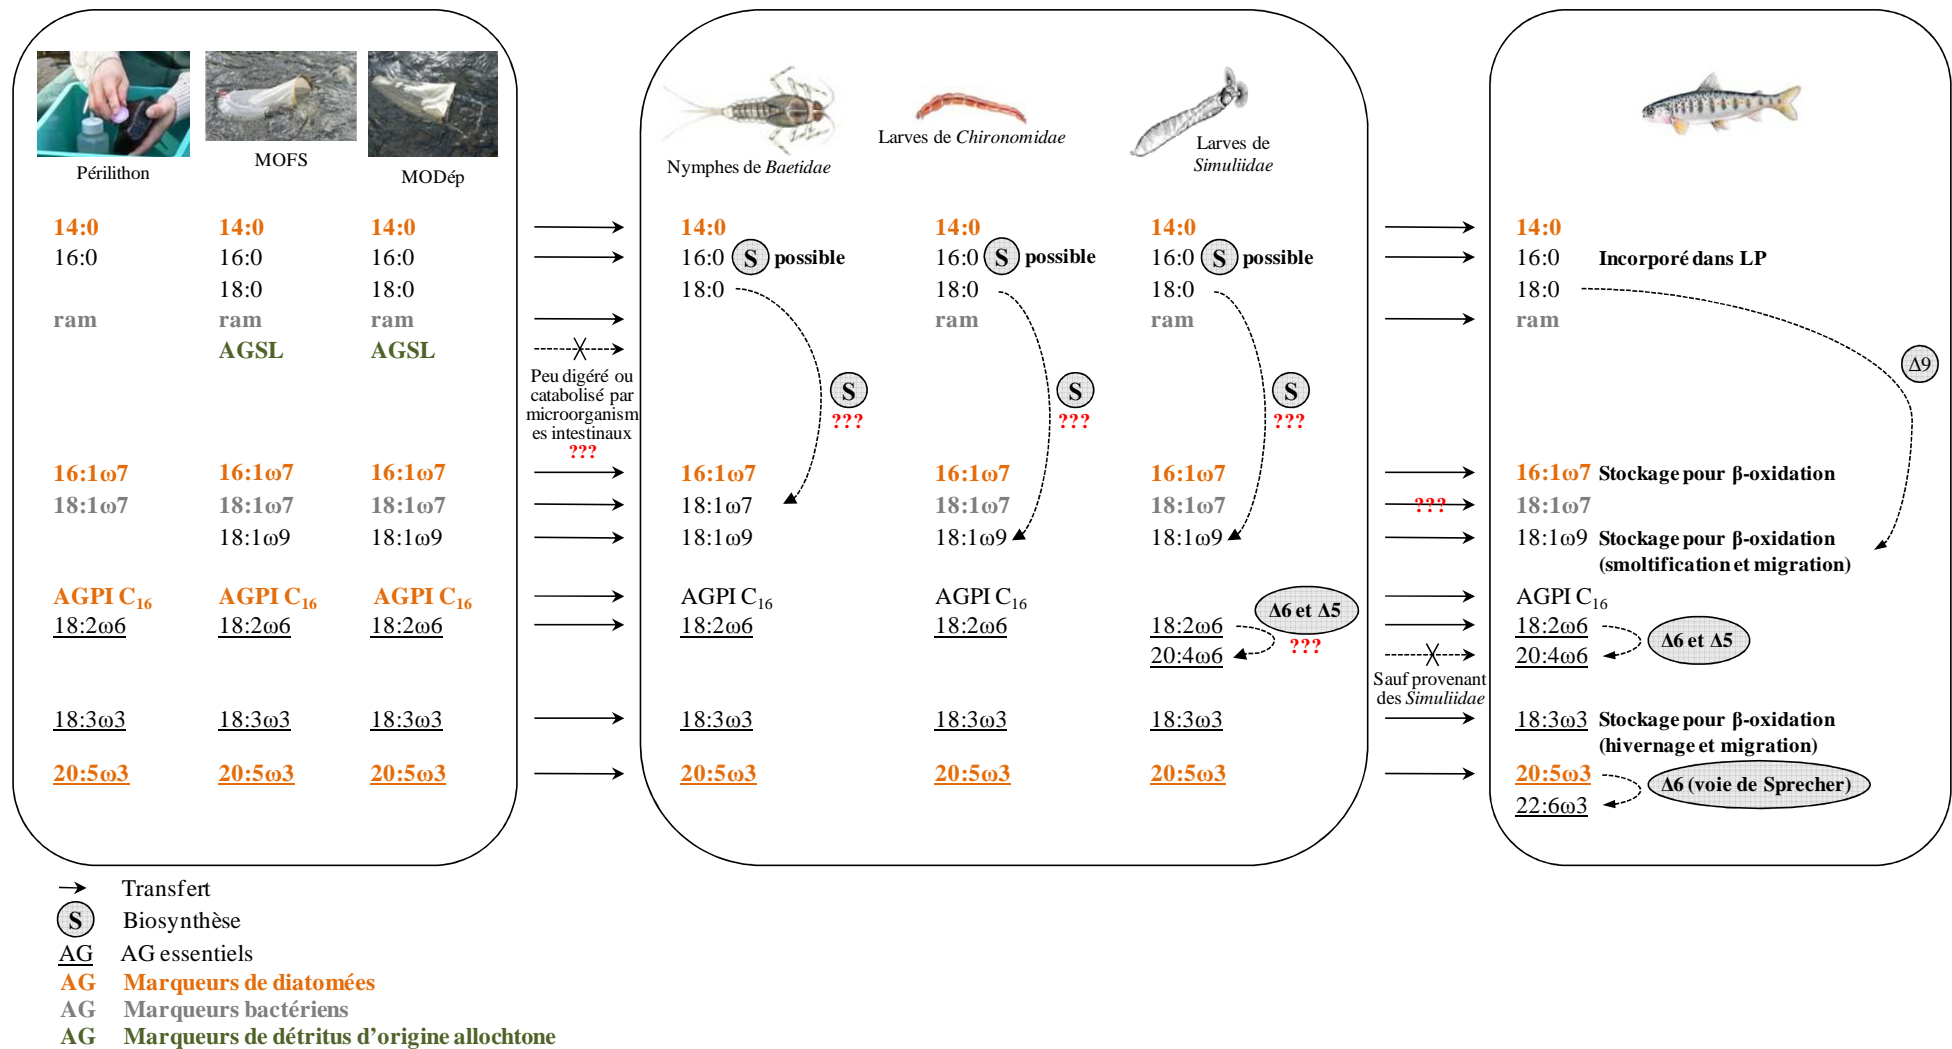 Périlithon
MOFS
MODép
Nymphes de Baetidae
Larves de Chironomidae
Larves de
Simuliidae
14:0 14:0 14:0 14:0 14:0 14:0 14:0
16:0 16:0 16:0 16:0 S possible 16:0 S possible 16:0 S possible 16:0 Incorporé dans LP
18:0 18:0 18:0 18:0 18:0 18:0
ram ram ram ram ram ram
AGSL AGSL
Peu digéré ou
catabolisé par
microorganism
es intestinaux
???
S
???
S
???
S
???
Δ9
16:1ω7 16:1ω7 16:1ω7 16:1ω7 16:1ω7 16:1ω7 16:1ω7 Stockage pour β-oxidation
18:1ω7 18:1ω7 18:1ω7 18:1ω7 18:1ω7 18:1ω7 ??? 18:1ω7
18:1ω9 18:1ω9 18:1ω9 18:1ω9 18:1ω9 18:1ω9 Stockage pour β-oxidation
(smoltification et migration)
AGPI C16 AGPI C16 AGPI C16 AGPI C16 AGPI C16 AGPI C16
18:2ω6 18:2ω6 18:2ω6 18:2ω6 18:2ω6 18:2ω6 Δ6 et Δ5 18:2ω6 Δ6 et Δ5
20:4ω6 ??? 20:4ω6
Sauf provenant
des Simuliidae
18:3ω3 18:3ω3 18:3ω3 18:3ω3 18:3ω3 18:3ω3 18:3ω3 Stockage pour β-oxidation
(hivernage et migration)
20:5ω3 20:5ω3 20:5ω3 20:5ω3 20:5ω3 20:5ω3 20:5ω3 Δ6 (voie de Sprecher)
22:6ω3
Transfert
S Biosynthèse
AG AG essentiels
AG Marqueurs de diatomées
AG Marqueurs bactériens
AG Marqueurs de détritus d’origine allochtone